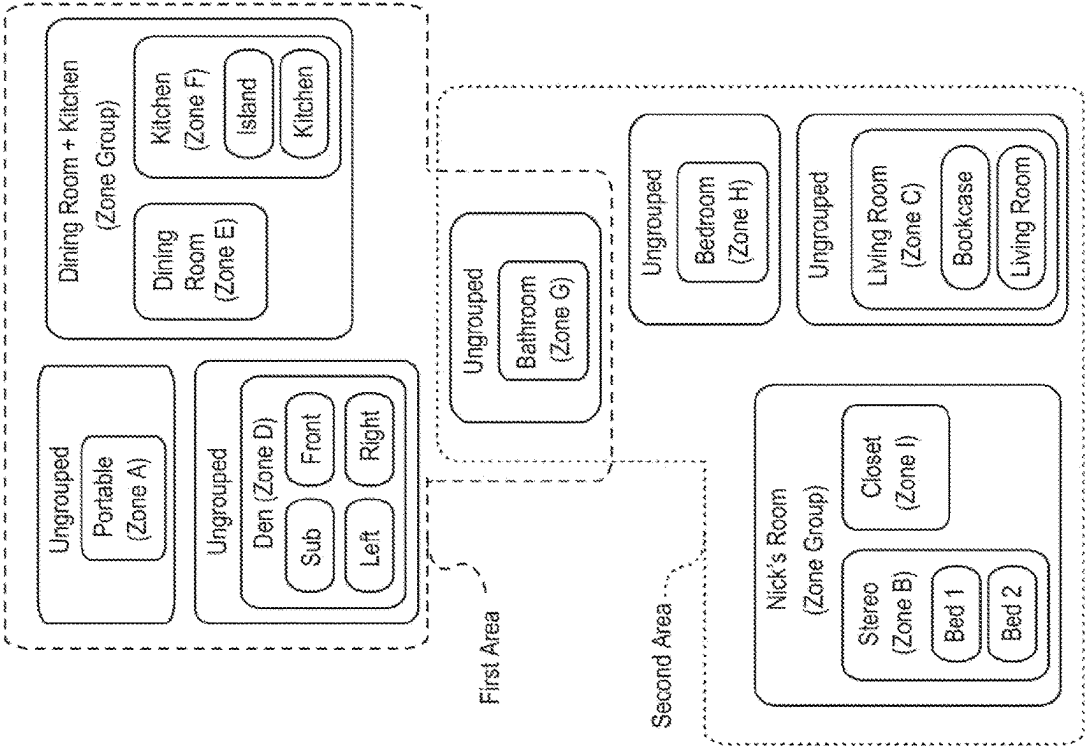 Ungrouped
Portable
(Zone A)
Dining Room + Kitchen
(Zone Group)
Dining
Room
(Zone E)
Kitchen
(Zone F)
Island
Kitchen
Ungrouped
Den (Zone D)
Sub
Front
Left
Right
First Area
Ungrouped
Bathroom
(Zone G)
Second Area
Ungrouped
Bedroom
(Zone H)
Nick's Room
(Zone Group)
Stereo
(Zone B)
Bed 1
Bed 2
Closet
(Zone I)
Ungrouped
Living Room
(Zone C)
Bookcase
Living Room